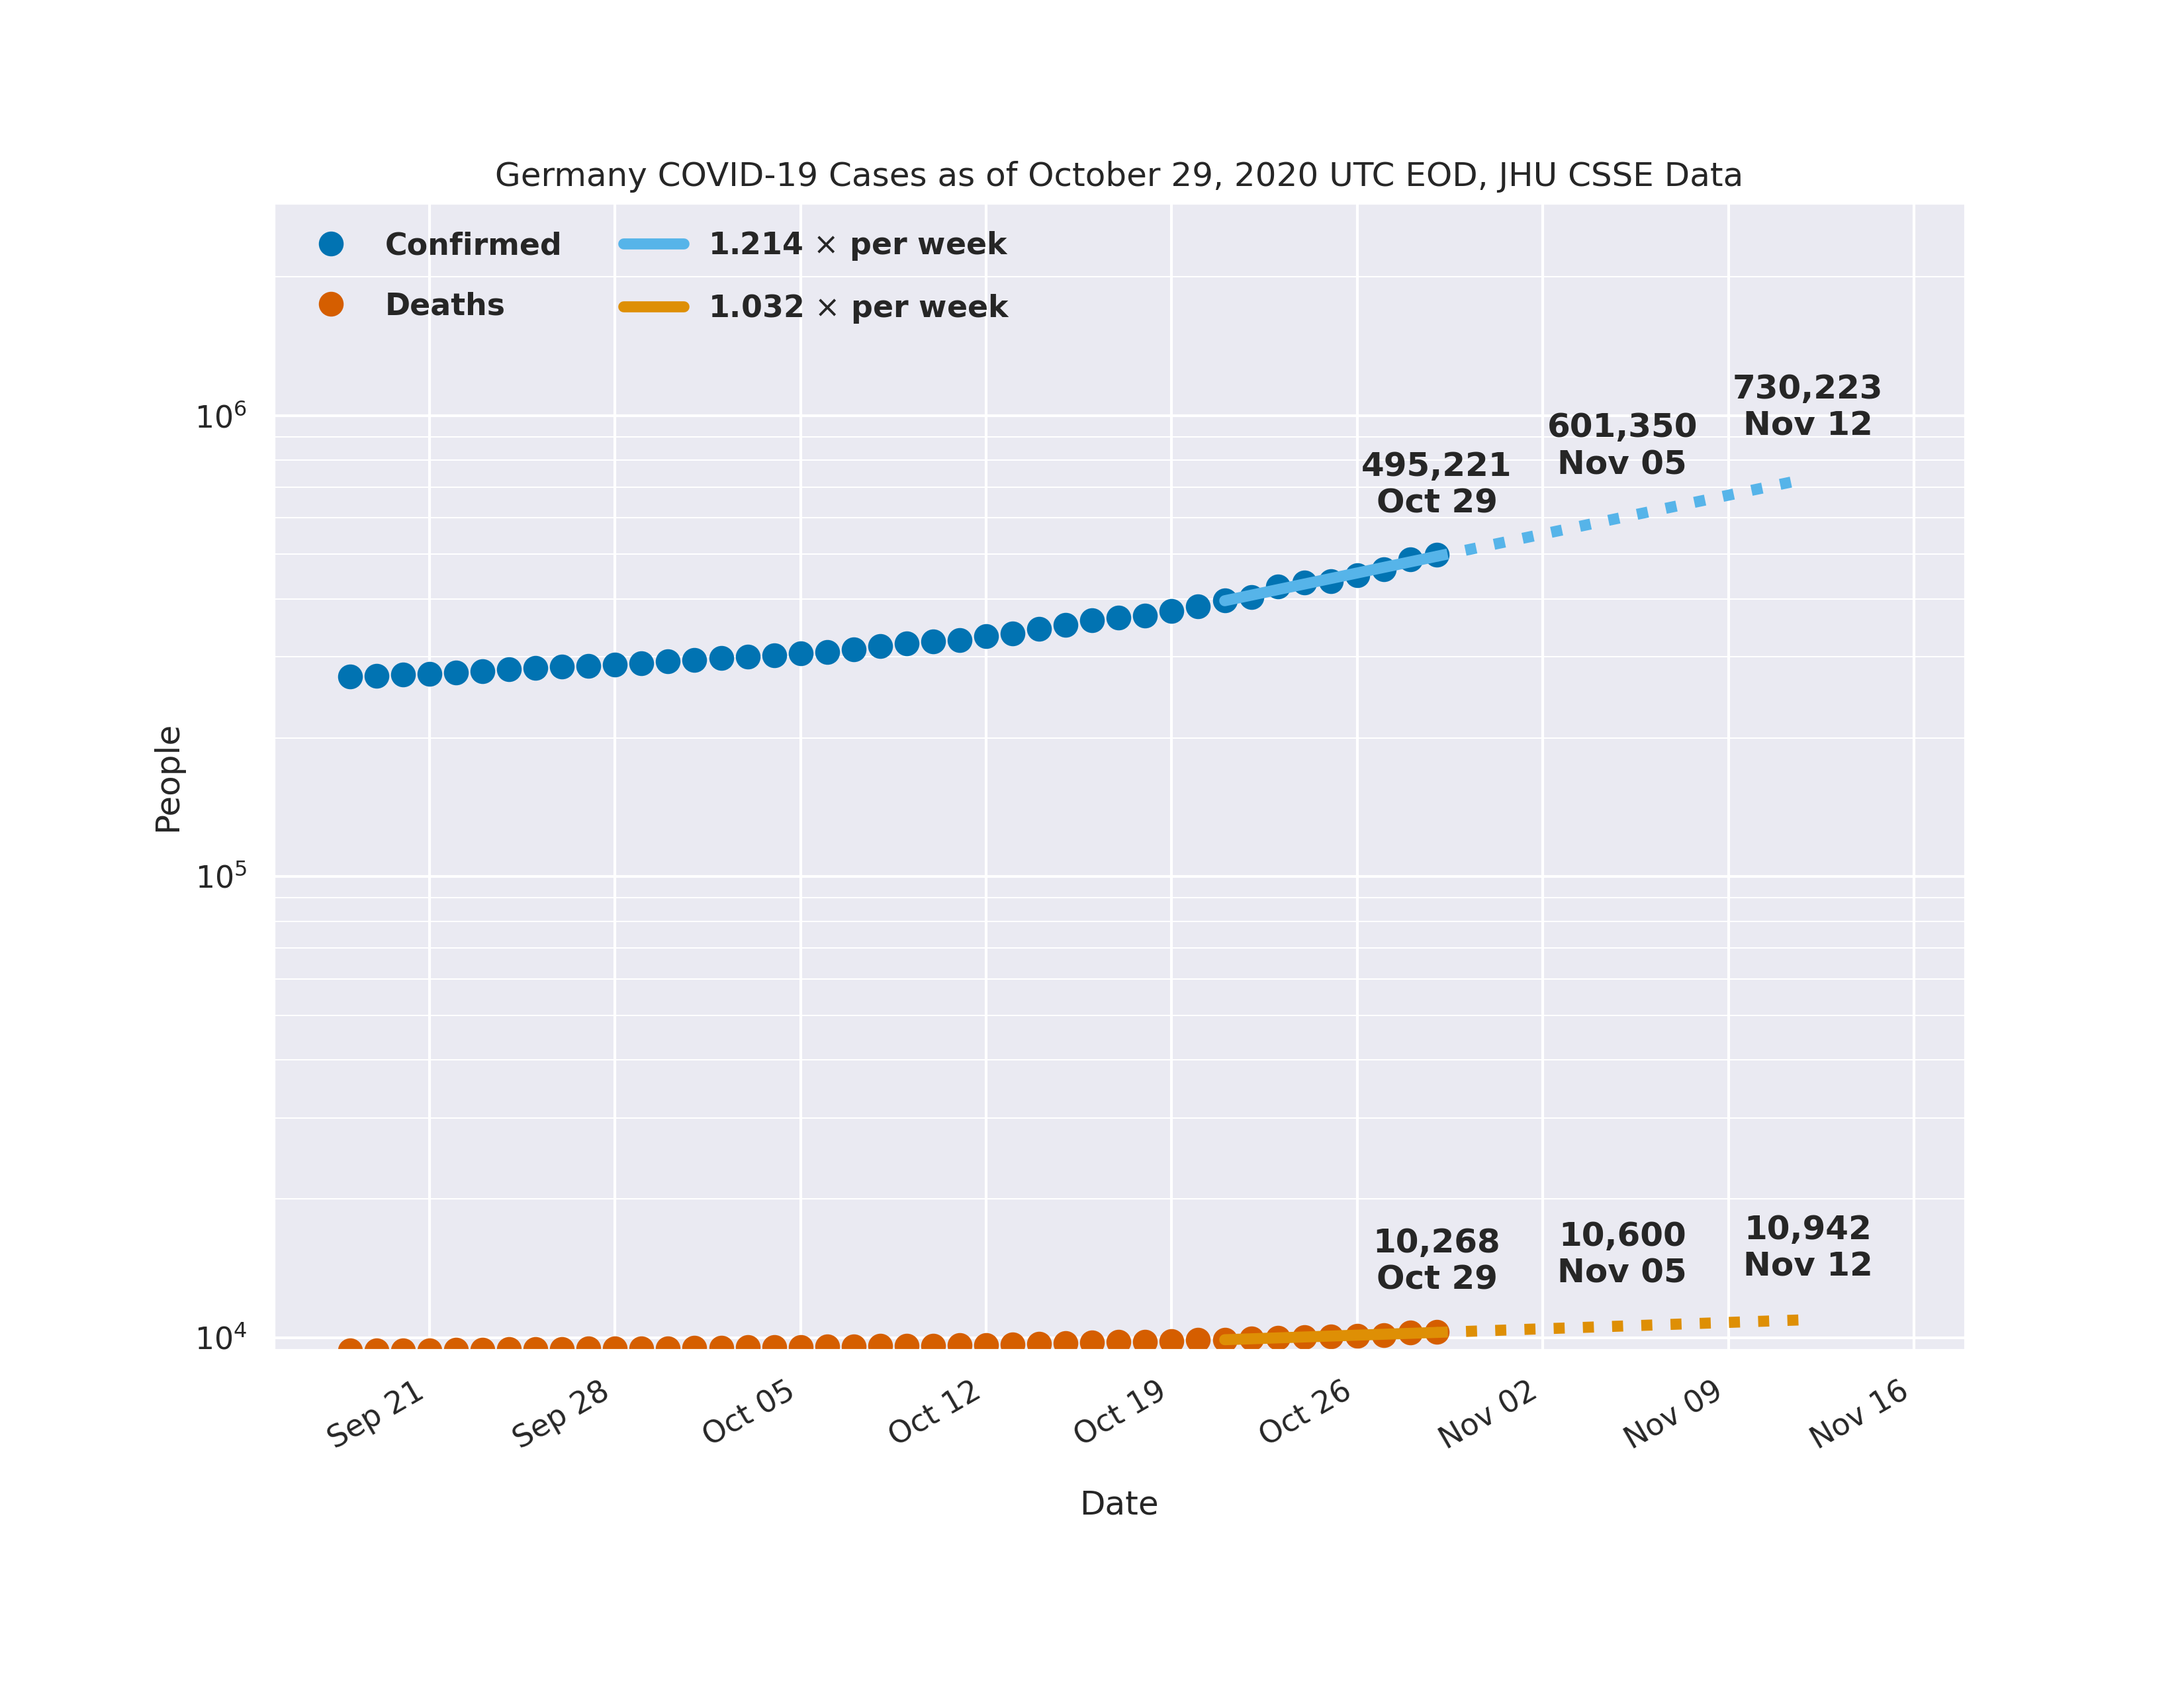 Germany COVID-19 Cases as of October 29, 2020 UTC EOD, JHU CSSE Data
Confirmed
Deaths
1.214 × per week
1.032 × per week
730,223
Nov 12
601,350
Nov 05
495,221
Oct 29
10,268
Oct 29
10,600
Nov 05
10,942
Nov 12
10⁶
10⁵
10⁴
People
Sep 21
Sep 28
Oct 05
Oct 12
Oct 19
Oct 26
Nov 02
Nov 09
Nov 16
Date